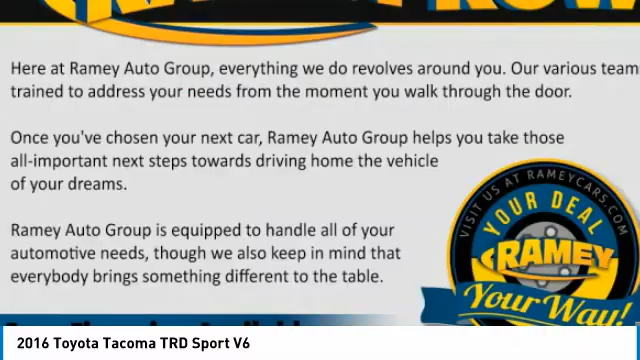 Here at Ramey Auto Group, everything we do revolves around you. Our various team
trained to address your needs from the moment you walk through the door.
Once you've chosen your next car, Ramey Auto Group helps you take those
all-important next steps towards driving home the vehicle
of your dreams.
Ramey Auto Group is equipped to handle all of your
automotive needs, though we also keep in mind that
everybody brings something different to the table.
VISIT US AT RAMEYCARS.COM
YOUR DEAL
RAMEY
Your Way!
2016 Toyota Tacoma TRD Sport V6